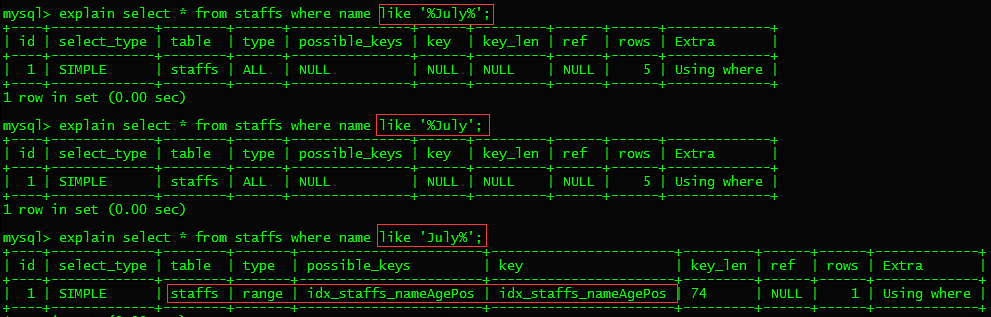 mysql> explain select * from staffs where name like '%July%';
+----+-------------+--------+------+---------------+------+---------+------+------+-------------+
| id | select_type | table  | type | possible_keys | key  | key_len | ref  | rows | Extra       |
+----+-------------+--------+------+---------------+------+---------+------+------+-------------+
|  1 | SIMPLE      | staffs | ALL  | NULL          | NULL | NULL    | NULL |    5 | Using where |
+----+-------------+--------+------+---------------+------+---------+------+------+-------------+
1 row in set (0.00 sec)
mysql> explain select * from staffs where name like '%July';
+----+-------------+--------+------+---------------+------+---------+------+------+-------------+
| id | select_type | table  | type | possible_keys | key  | key_len | ref  | rows | Extra       |
+----+-------------+--------+------+---------------+------+---------+------+------+-------------+
|  1 | SIMPLE      | staffs | ALL  | NULL          | NULL | NULL    | NULL |    5 | Using where |
+----+-------------+--------+------+---------------+------+---------+------+------+-------------+
1 row in set (0.00 sec)
mysql> explain select * from staffs where name like 'July%';
+----+-------------+--------+-------+-----------------------+-----------------------+---------+------+------+-------------+
| id | select_type | table  | type  | possible_keys         | key                   | key_len | ref  | rows | Extra       |
+----+-------------+--------+-------+-----------------------+-----------------------+---------+------+------+-------------+
|  1 | SIMPLE      | staffs | range | idx_staffs_nameAgePos | idx_staffs_nameAgePos | 74      | NULL |    1 | Using where |